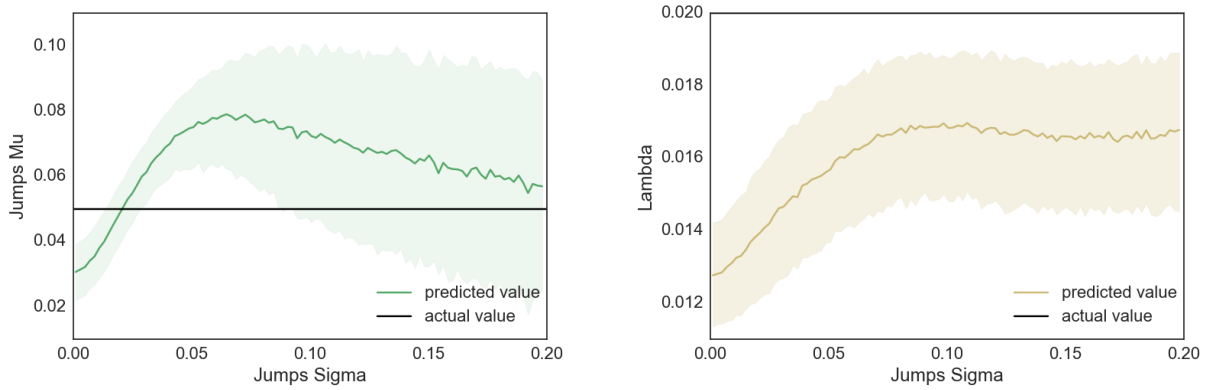 Jumps Mu
0.10
0.08
0.06
0.04
0.02
predicted value
actual value
0.00 0.05 0.10 0.15 0.20
Jumps Sigma
Lambda
0.020
0.018
0.016
0.014
0.012
predicted value
actual value
0.00 0.05 0.10 0.15 0.20
Jumps Sigma